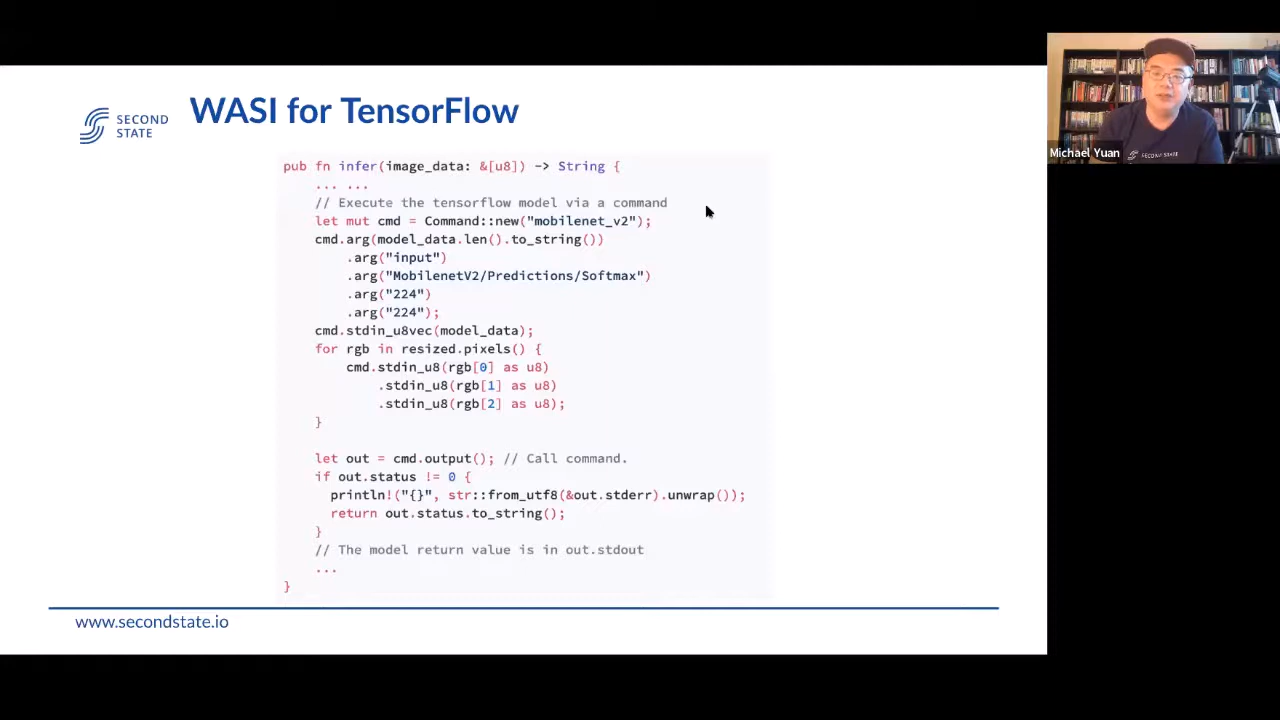 SECOND
STATE
WASI for TensorFlow
pub fn infer(image_data: &[u8]) -> String {
... ...
// Execute the tensorflow model via a command
let mut cmd = Command::new("mobilenet_v2");
cmd.arg(model_data.len().to_string())
.arg("input")
.arg("MobilenetV2/Predictions/Softmax")
.arg("224")
.arg("224");
cmd.stdin_u8vec(model_data);
for rgb in resized.pixels() {
cmd.stdin_u8(rgb[0] as u8)
.stdin_u8(rgb[1] as u8)
.stdin_u8(rgb[2] as u8);
}
let out = cmd.output(); // Call command.
if out.status != 0 {
println!("{}", str::from_utf8(&out.stderr).unwrap());
return out.status.to_string();
}
// The model return value is in out.stdout
...
}
www.secondstate.io
Michael Yuan
SECOND STATE